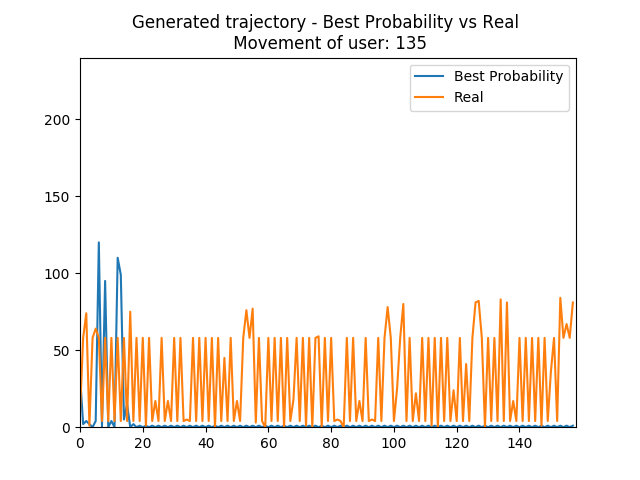 Generated trajectory - Best Probability vs Real
Movement of user: 135
Best Probability
Real
200
150
100
50
0
0 20 40 60 80 100 120 140